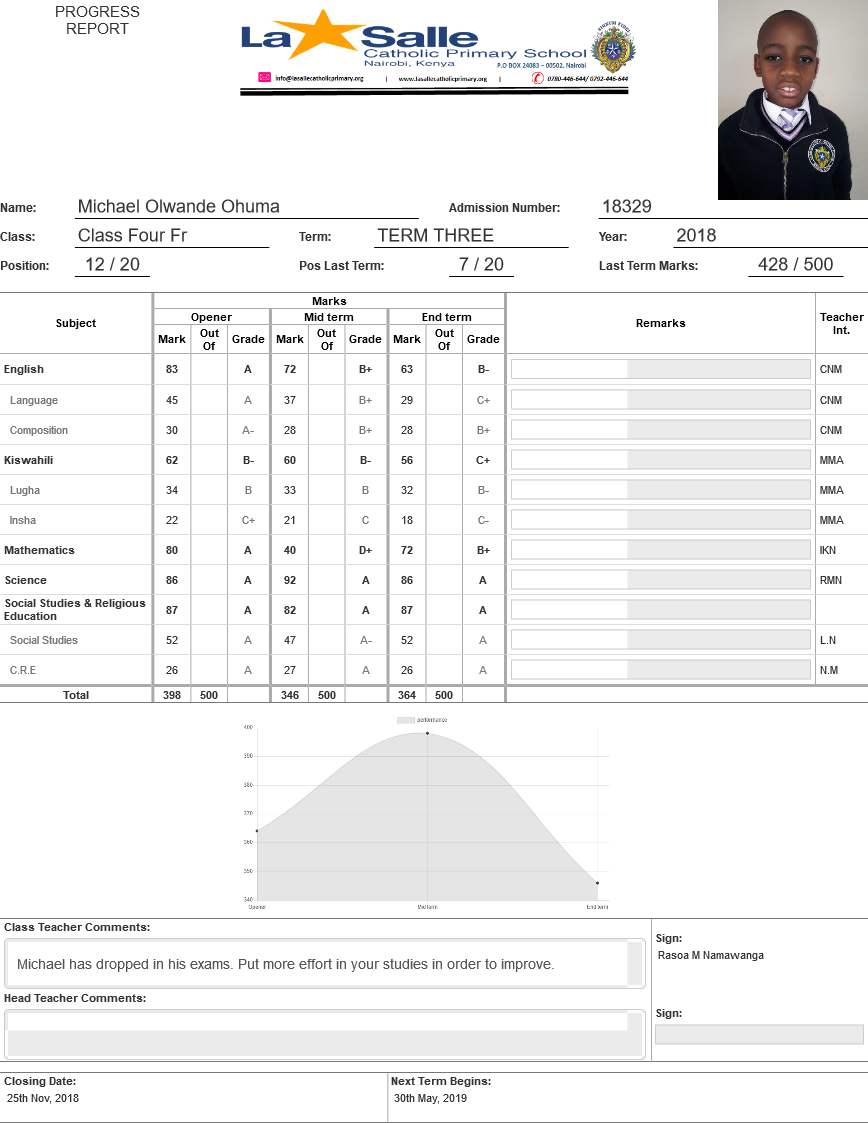 PROGRESS
REPORT
La Salle
Catholic Primary School
Nairobi, Kenya
P.O BOX 24083 – 00502, Nairobi
info@lasallecatholicprimary.org | www.lasallecatholicprimary.org | 0780-446-644/ 0792-446-644
Name: Michael Olwande Ohuma Admission Number: 18329
Class: Class Four Fr Term: TERM THREE Year: 2018
Position: 12 / 20 Pos Last Term: 7 / 20 Last Term Marks: 428 / 500
Subject Marks Remarks Teacher Int.
Opener Mid term End term
Mark Out Of Grade Mark Out Of Grade Mark Out Of Grade
English 83 A 72 B+ 63 B- CNM
Language 45 A 37 B+ 29 C+ CNM
Composition 30 A- 28 B+ 28 B+ CNM
Kiswahili 62 B- 60 B- 56 C+ MMA
Lugha 34 B 33 B 32 B- MMA
Insha 22 C+ 21 C 18 C- MMA
Mathematics 80 A 40 D+ 72 B+ IKN
Science 86 A 92 A 86 A RMN
Social Studies & Religious
Education 87 A 82 A 87 A
Social Studies 52 A 47 A- 52 A L.N
C.R.E 26 A 27 A 26 A N.M
Total 398 500 346 500 364 500
performance
400
390
380
370
360
350
340
Opener Mid term End term
Class Teacher Comments:
Michael has dropped in his exams. Put more effort in your studies in order to improve.
Sign:
Rasoa M Namawanga
Head Teacher Comments:
Sign:
Closing Date: Next Term Begins:
25th Nov, 2018 30th May, 2019